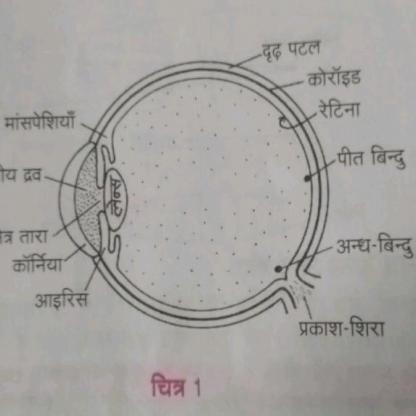 दृढ़ पटल
कोरॉइड
रेटिना
मांसपेशियाँ
पीत बिन्दु
द्रव
लेन्स
तारा
अन्ध-बिन्दु
कॉर्निया
आइरिस
प्रकाश-शिरा
चित्र 1